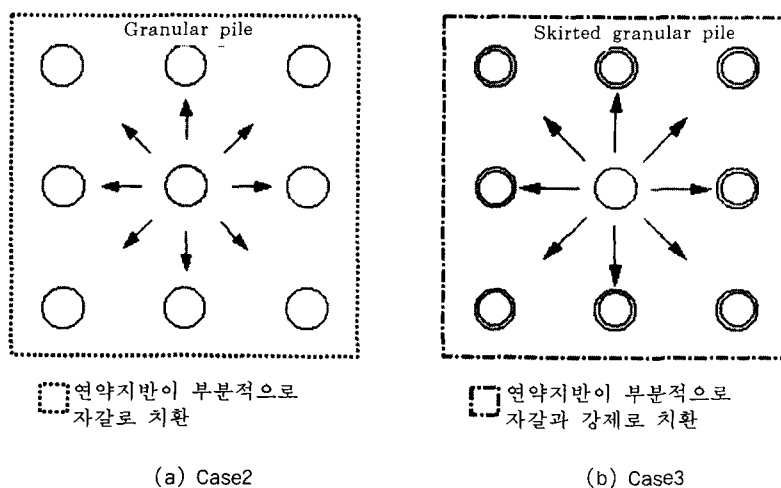 Granular pile
Skirted granular pile
연약지반이 부분적으로
자갈로 치환
연약지반이 부분적으로
자갈과 강제로 치환
(a) Case2
(b) Case3